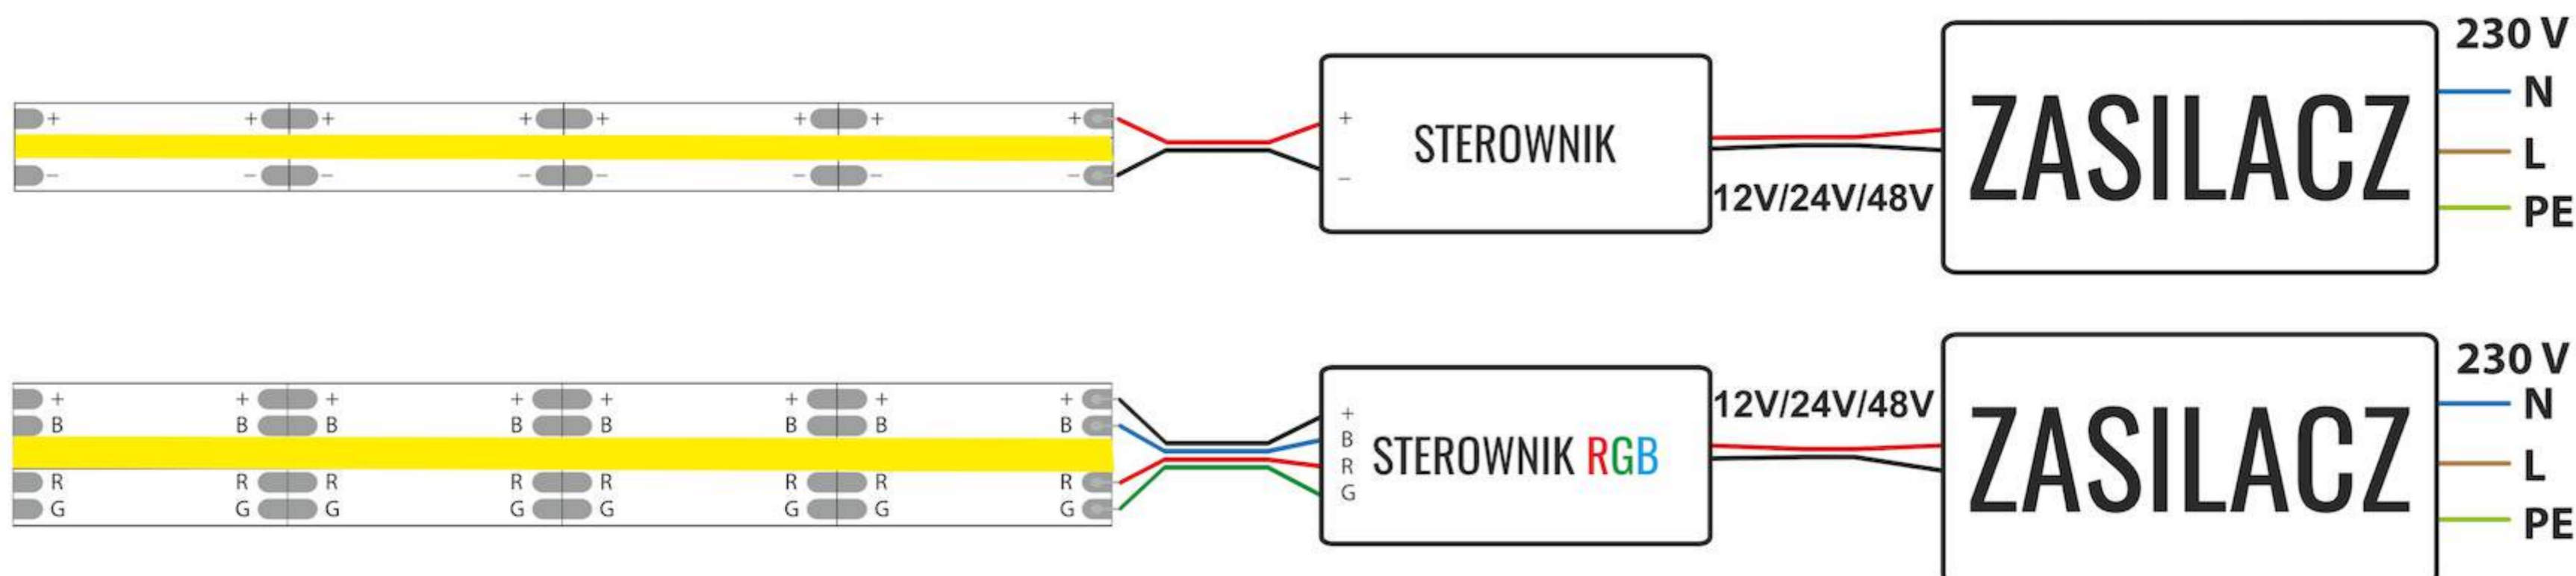 230 V
+ + + + + + + + +
STEROWNIK
ZASILACZ
N
L
PE
- - - - - - - - -
12V/24V/48V
230 V
+ + + + + + + + +
B B B B B B B B B
R R R R R R R R R
G G G G G G G G G
STEROWNIK RGB
12V/24V/48V
ZASILACZ
N
L
PE